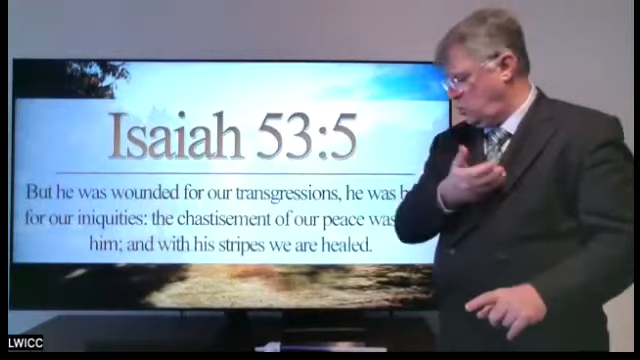 Isaiah 53:5
But he was wounded for our transgressions, he was
for our iniquities: the chastisement of our peace was
him; and with his stripes we are healed.
LWICC